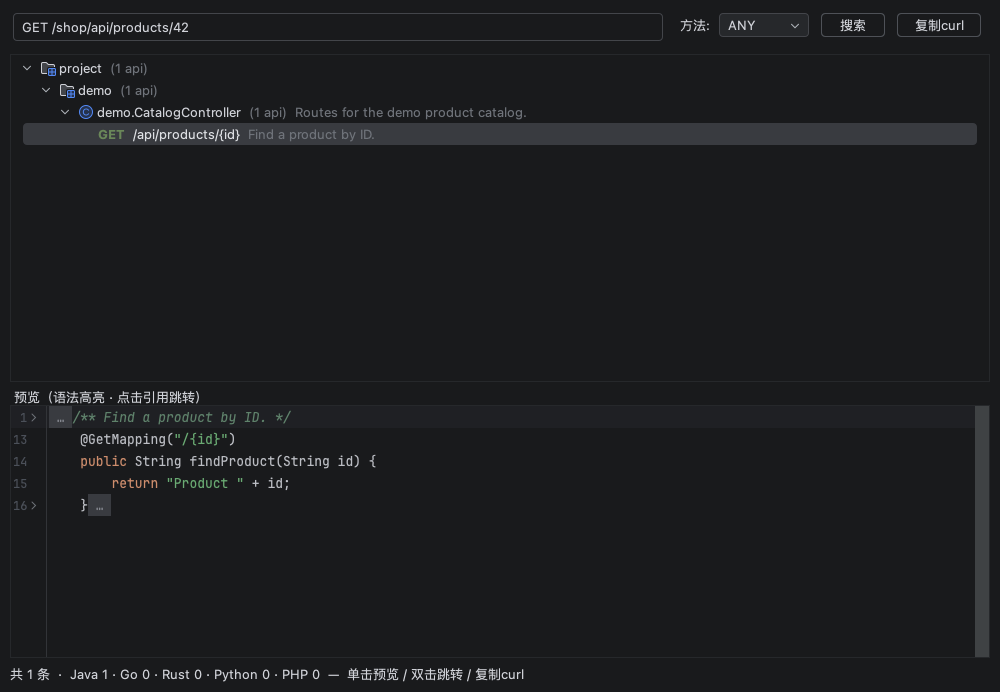 GET /shop/api/products/42 方法: ANY 搜索 复制curl
project (1 api)
demo (1 api)
C demo.CatalogController (1 api) Routes for the demo product catalog.
GET /api/products/{id} Find a product by ID.
预览 (语法高亮 · 点击引用跳转)
1 … /** Find a product by ID. */
13 @GetMapping("/{id}")
14 public String findProduct(String id) {
15 return "Product " + id;
16 } …
共 1 条 · Java 1 · Go 0 · Rust 0 · Python 0 · PHP 0 — 单击预览 / 双击跳转 / 复制curl